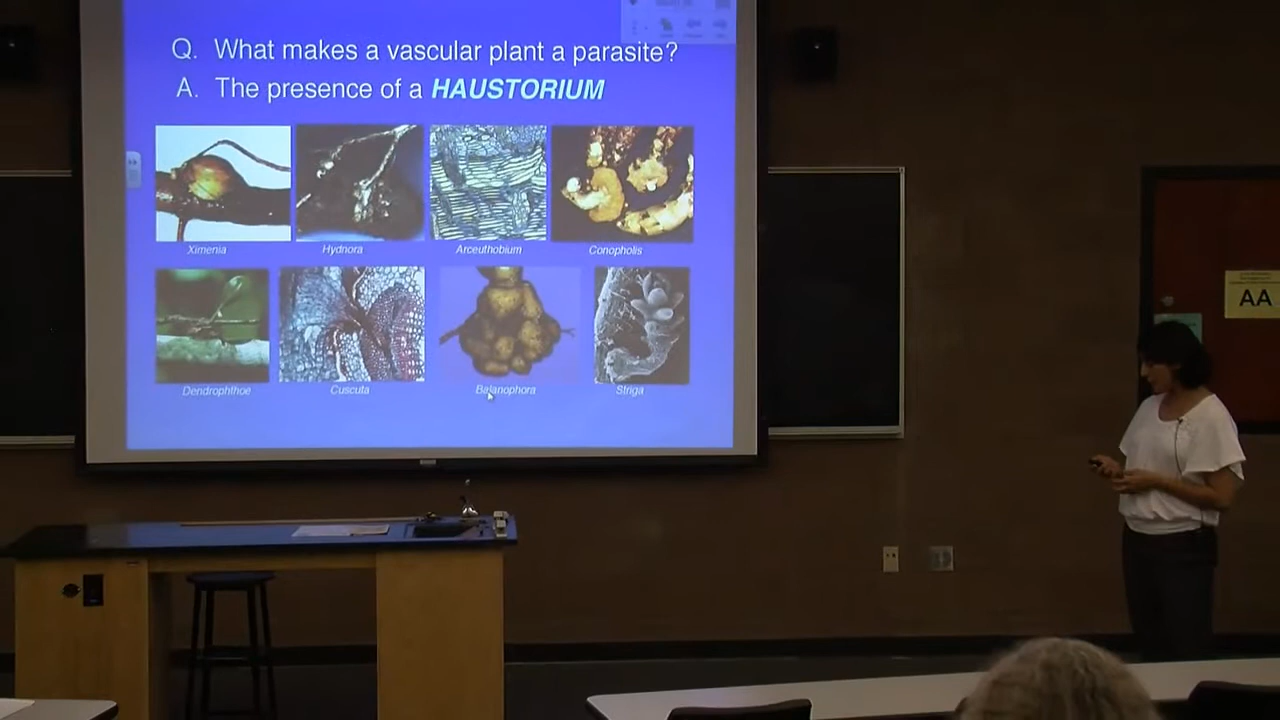 Q. What makes a vascular plant a parasite?
A. The presence of a HAUSTORIUM
Ximenia Hydnora Arceuthobium Conopholis
Dendrophthoe Cuscuta Balanophora Striga
AA